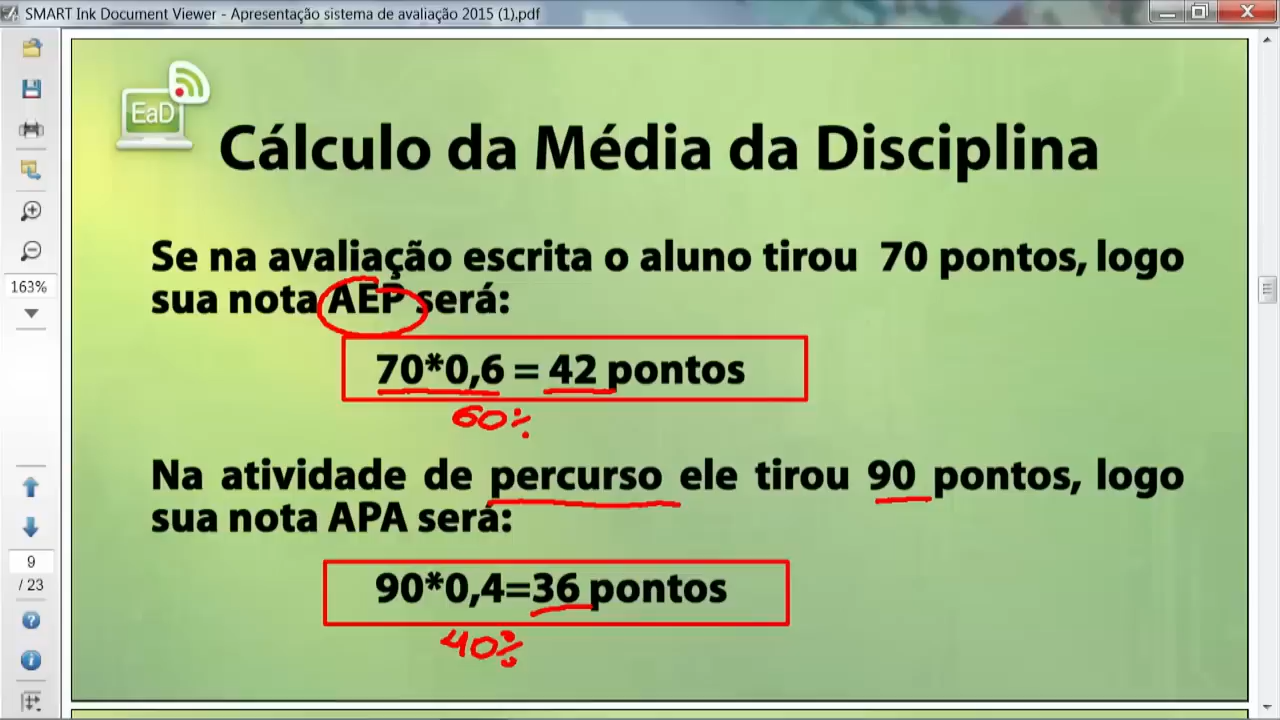 SMART Ink Document Viewer - Apresentação sistema de avaliação 2015 (1).pdf
EaD
Cálculo da Média da Disciplina
Se na avaliação escrita o aluno tirou 70 pontos, logo
sua nota AEP será:
70*0,6 = 42 pontos
60%
Na atividade de percurso ele tirou 90 pontos, logo
sua nota APA será:
90*0,4=36 pontos
40%
163%
9
/ 23